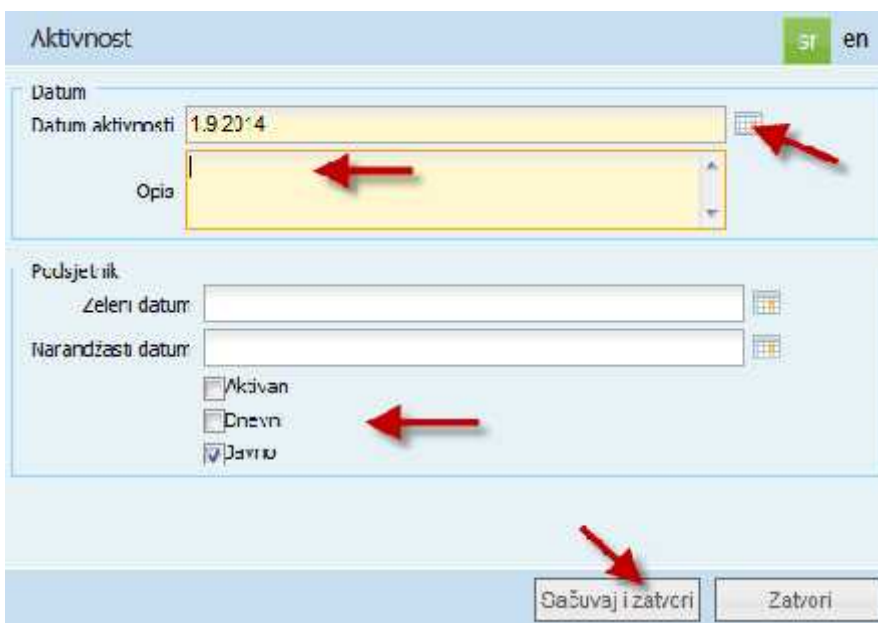 Aktivnost sr en
Datum
Datum aktivnosti 1.9.2014
Opis
Podsjetnik
Zeleni datum
Narandžasti datum
Aktivan
Dnevni
Javno
Sačuvaj i zatvori Zatvori